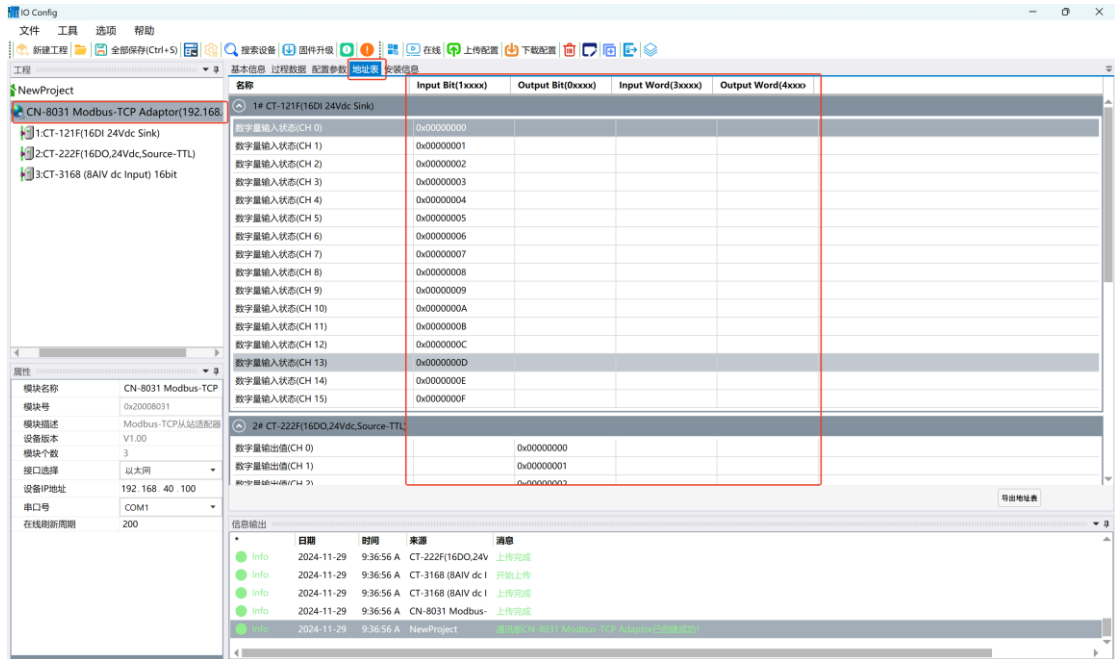 IO Config
文件 工具 选项 帮助
新建工程 全部保存(Ctrl+S) 搜索设备 固件升级 在线 上传配置 下载配置
工程
NewProject
CN-8031 Modbus-TCP Adaptor(192.168.
1:CT-121F(16DI 24Vdc Sink)
2:CT-222F(16DO,24Vdc,Source-TTL)
3:CT-3168 (8AIV dc Input) 16bit
基本信息 过程数据 配置参数 地址表 安装信息
名称 Input Bit(1xxxx) Output Bit(0xxxx) Input Word(3xxxx) Output Word(4xxxx)
1# CT-121F(16DI 24Vdc Sink)
数字量输入状态(CH 0) 0x00000000
数字量输入状态(CH 1) 0x00000001
数字量输入状态(CH 2) 0x00000002
数字量输入状态(CH 3) 0x00000003
数字量输入状态(CH 4) 0x00000004
数字量输入状态(CH 5) 0x00000005
数字量输入状态(CH 6) 0x00000006
数字量输入状态(CH 7) 0x00000007
数字量输入状态(CH 8) 0x00000008
数字量输入状态(CH 9) 0x00000009
数字量输入状态(CH 10) 0x0000000A
数字量输入状态(CH 11) 0x0000000B
数字量输入状态(CH 12) 0x0000000C
数字量输入状态(CH 13) 0x0000000D
数字量输入状态(CH 14) 0x0000000E
数字量输入状态(CH 15) 0x0000000F
2# CT-222F(16DO,24Vdc,Source-TTL)
数字量输出值(CH 0) 0x00000000
数字量输出值(CH 1) 0x00000001
数字量输出值(CH 2) 0x00000002
导出地址表
属性
模块名称 CN-8031 Modbus-TCP
模块号 0x20008031
模块描述 Modbus-TCP从站适配器
设备版本 V1.00
模块个数 3
接口选择 以太网
设备IP地址 192.168.40.100
串口号 COM1
在线刷新周期 200
信息输出
* 日期 时间 来源 消息
Info 2024-11-29 9:36:56 A CT-222F(16DO,24V 上传完成
Info 2024-11-29 9:36:56 A CT-3168 (8AIV dc I 开始上传
Info 2024-11-29 9:36:56 A CT-3168 (8AIV dc I 上传完成
Info 2024-11-29 9:36:56 A CN-8031 Modbus- 上传完成
Info 2024-11-29 9:36:56 A NewProject 通讯板CN-8031 Modbus-TCP Adaptor已创建成功!